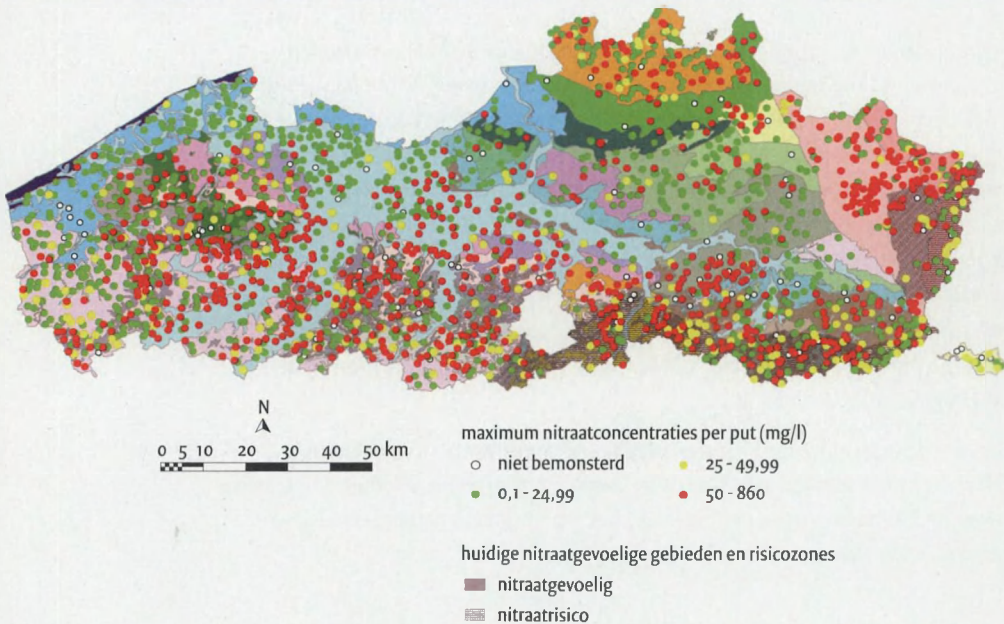 N
0 5 10 20 30 40 50 km
maximum nitraatconcentraties per put (mg/l)
niet bemonsterd
25 - 49,99
0,1 - 24,99
50 - 860
huidige nitraatgevoelige gebieden en risicozones
nitraatgevoelig
nitraatrisico